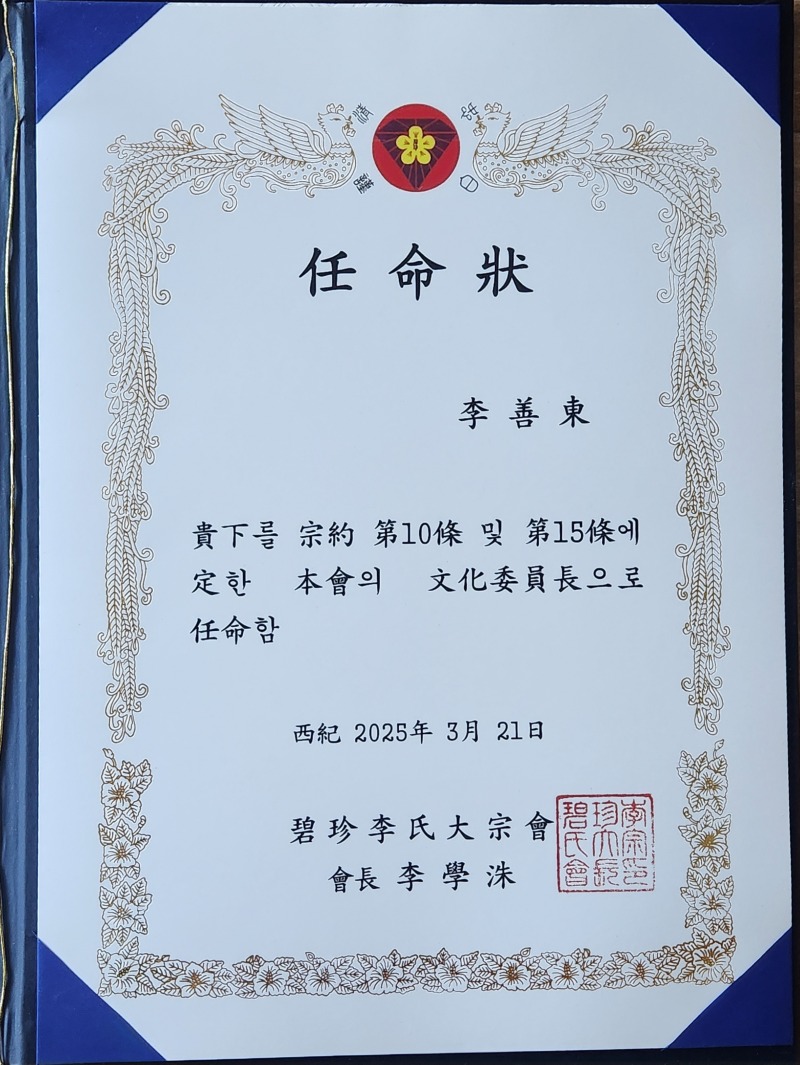 任命狀
李善東
貴下를 宗約 第10條 및 第15條에
定한 本會의 文化委員長으로
任命함
西紀 2025年 3月 21日
碧珍李氏大宗會
會長 李學洙